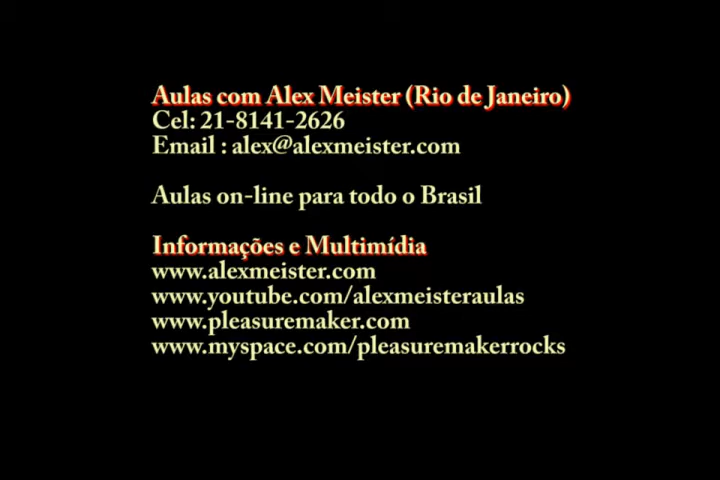 Aulas com Alex Meister (Rio de Janeiro)
Cel: 21-8141-2626
Email : alex@alexmeister.com
Aulas on-line para todo o Brasil
Informações e Multimídia
www.alexmeister.com
www.youtube.com/alexmeisteraulas
www.pleasuremaker.com
www.myspace.com/pleasuremakerrocks